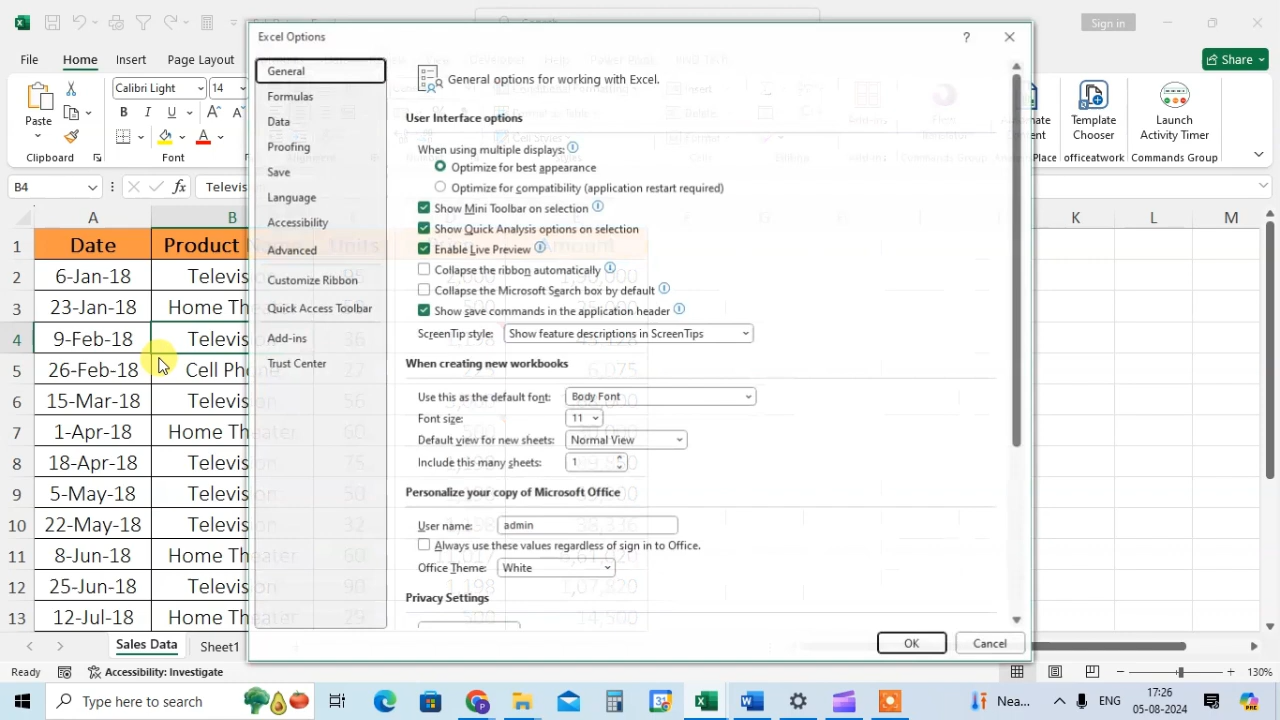 Sign in
Excel Options
File Home Insert Page Layout
Share
Calibri Light 14
Paste
B I U
Clipboard Font
Template Chooser
officeatwork
Launch Activity Timer
Commands Group
B4
Televis
A B K L M
1 Date Product
2 6-Jan-18 Televis
3 23-Jan-18 Home Th
4 9-Feb-18 Televis
5 26-Feb-18 Cell Pho
6 15-Mar-18 Televis
7 1-Apr-18 Home Th
8 18-Apr-18 Televis
9 5-May-18 Televis
10 22-May-18 Televis
11 8-Jun-18 Home Theater
12 25-Jun-18 Televis
13 12-Jul-18 Home Th
General
Formulas
Data
Proofing
Save
Language
Accessibility
Advanced
Customize Ribbon
Quick Access Toolbar
Add-ins
Trust Center
General options for working with Excel.
User Interface options
When using multiple displays:
Optimize for best appearance
Optimize for compatibility (application restart required)
Show Mini Toolbar on selection
Show Quick Analysis options on selection
Enable Live Preview
Collapse the ribbon automatically
Collapse the Microsoft Search box by default
Show save commands in the application header
ScreenTip style: Show feature descriptions in ScreenTips
When creating new workbooks
Use this as the default font: Body Font
Font size: 11
Default view for new sheets: Normal View
Include this many sheets: 1
Personalize your copy of Microsoft Office
User name: admin
Always use these values regardless of sign in to Office.
Office Theme: White
Privacy Settings
OK Cancel
Sales Data Sheet1
Ready Accessibility: Investigate 130%
Type here to search
Nea...
ENG
17:26
05-08-2024